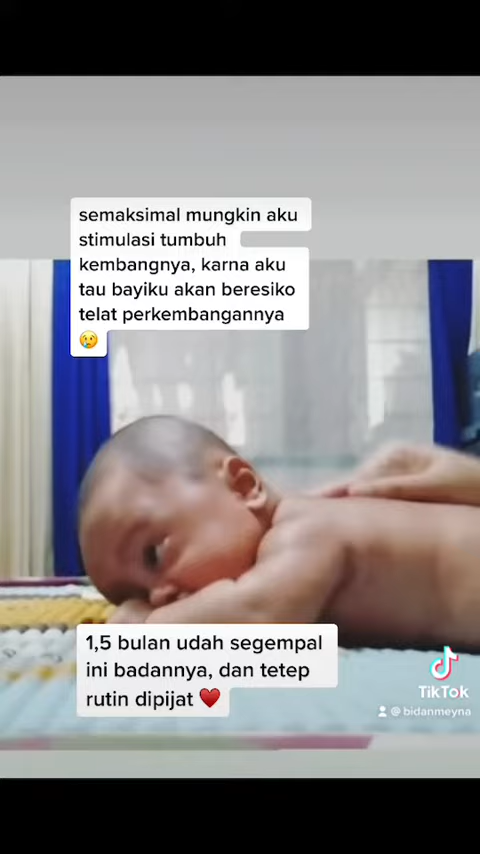 semaksimal mungkin aku
stimulasi tumbuh
kembangnya, karna aku
tau bayiku akan beresiko
telat perkembangannya
😢
1,5 bulan udah segempal
ini badannya, dan tetep
rutin dipijat ♥️
TikTok
@bidanmeyna